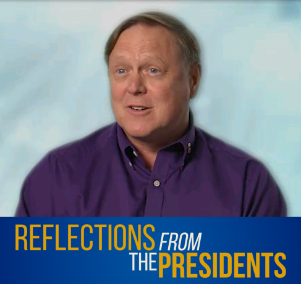 REFLECTIONS FROM
THE PRESIDENTS